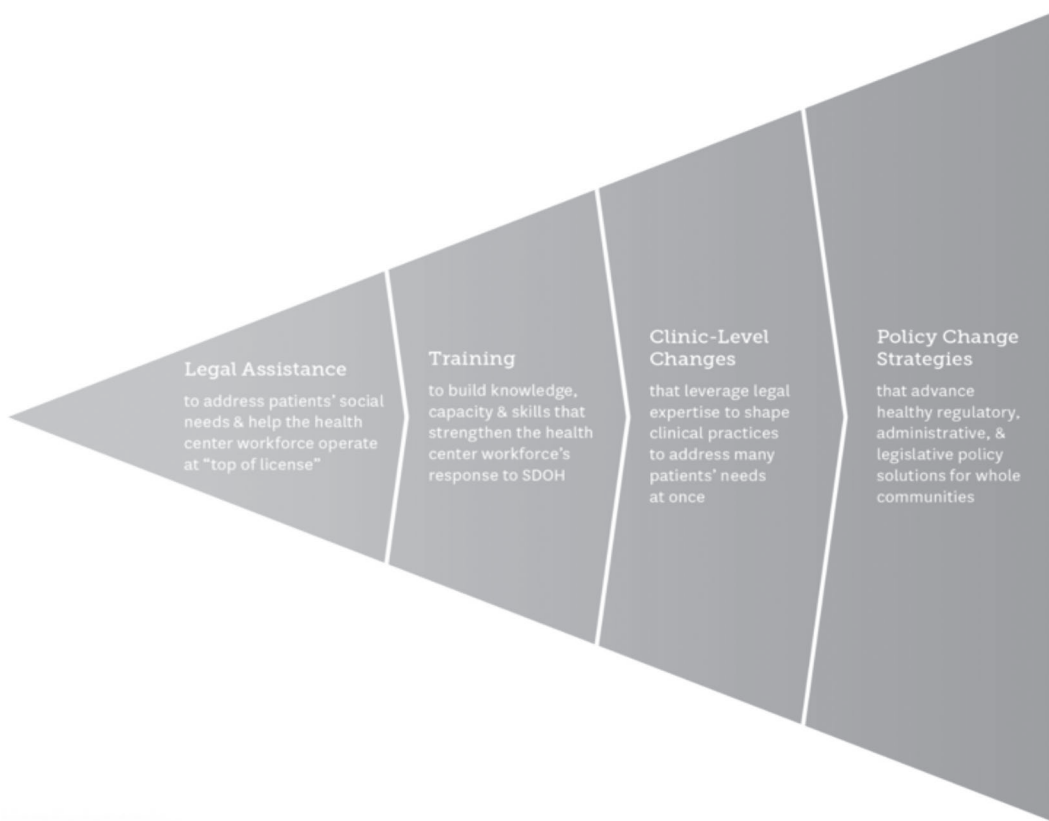 Legal Assistance
to address patients’ social
needs & help the health
center workforce operate
at “top of license”
Training
to build knowledge,
capacity & skills that
strengthen the health
center workforce’s
response to SDOH
Clinic-Level
Changes
that leverage legal
expertise to shape
clinical practices
to address many
patients’ needs
at once
Policy Change
Strategies
that advance
healthy regulatory,
administrative, &
legislative policy
solutions for whole
communities